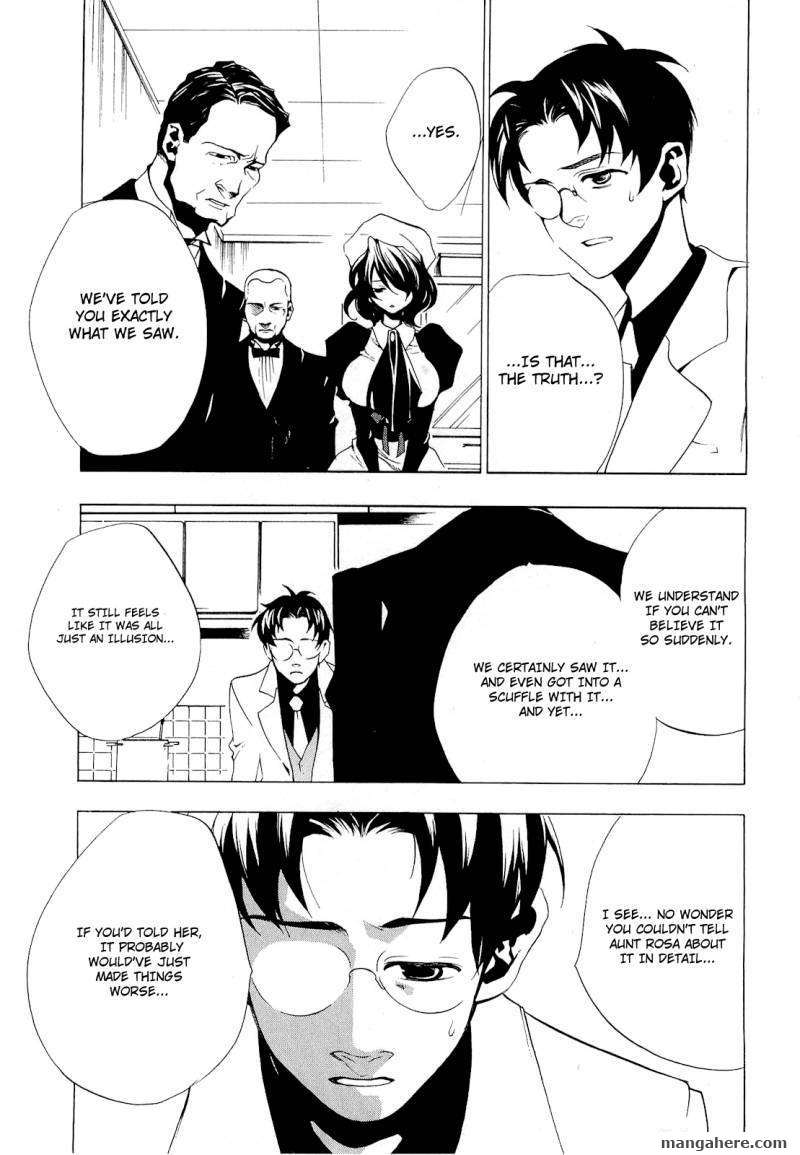 ...IS THAT...
THE TRUTH...?
...YES.
WE'VE TOLD
YOU EXACTLY
WHAT WE SAW.
WE UNDERSTAND
IF YOU CAN'T
BELIEVE IT
SO SUDDENLY.
WE CERTAINLY SAW IT...
AND EVEN GOT INTO A
SCUFFLE WITH IT...
AND YET...
IT STILL FEELS
LIKE IT WAS ALL
JUST AN ILLUSION...
I SEE... NO WONDER
YOU COULDN'T TELL
AUNT ROSA ABOUT
IT IN DETAIL...
IF YOU'D TOLD HER,
IT PROBABLY
WOULD'VE JUST
MADE THINGS
WORSE...
mangahere.com